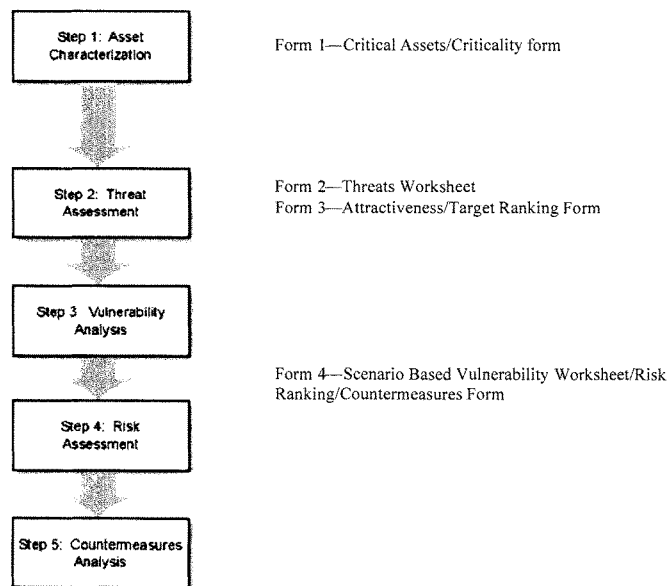 Step 1: Asset
Characterization
Form 1—Critical Assets/Criticality form
Step 2: Threat
Assessment
Form 2—Threats Worksheet
Form 3—Attractiveness/Target Ranking Form
Step 3 Vulnerability
Analysis
Form 4—Scenario Based Vulnerability Worksheet/Risk
Ranking/Countermeasures Form
Step 4: Risk
Assessment
Step 5: Countermeasures
Analysis